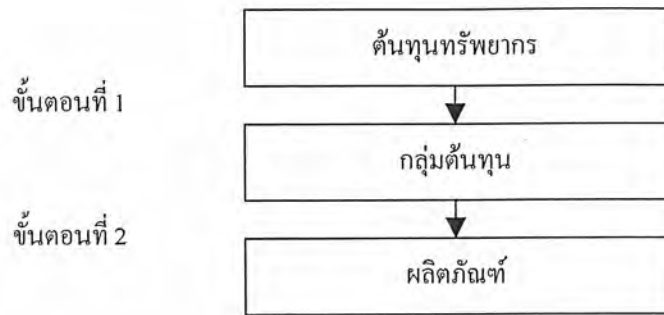 ต้นทุนทรัพยากร
ขั้นตอนที่ 1
กลุ่มต้นทุน
ขั้นตอนที่ 2
ผลิตภัณฑ์